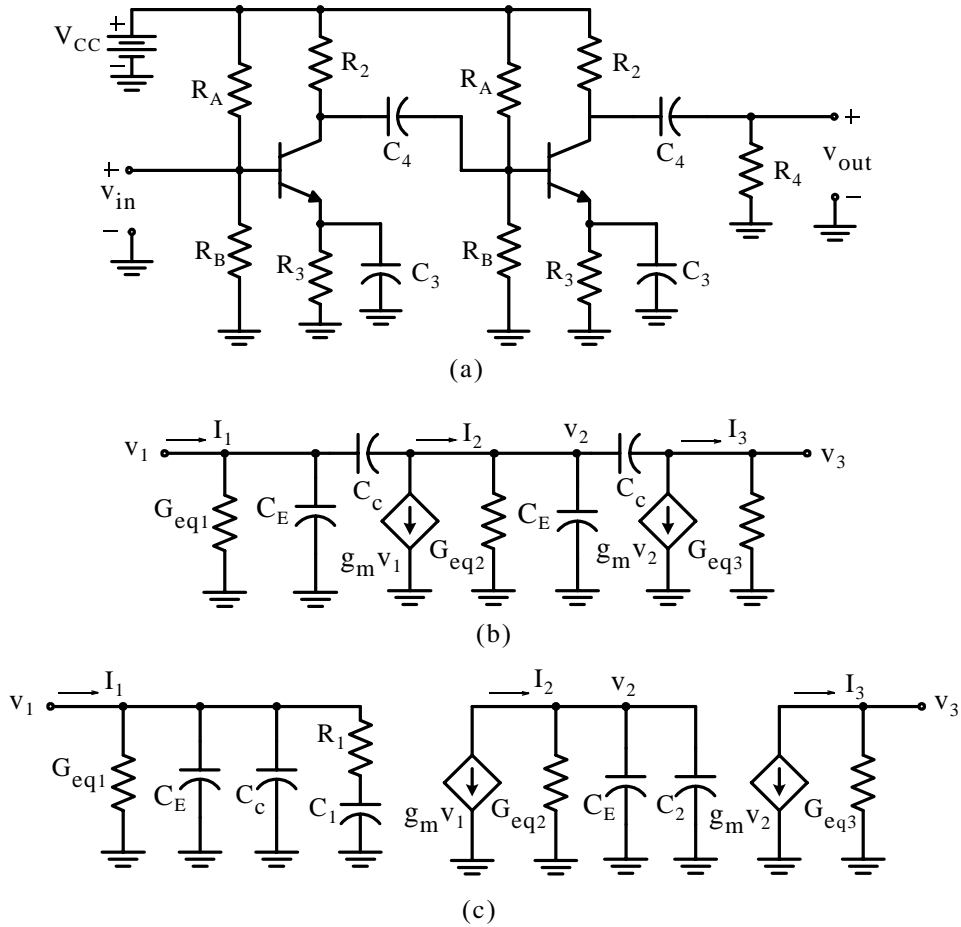 +
V_CC
−
R_A
R_2
R_A
R_2
C_4
C_4
+
v_in
−
+
v_out
−
R_4
R_B
R_3
C_3
R_B
R_3
C_3
(a)
v_1
I_1
I_2
v_2
I_3
v_3
G_eq1
C_E
C_c
g_m v_1
G_eq2
C_E
C_c
g_m v_2
G_eq3
(b)
v_1
I_1
I_2
v_2
I_3
v_3
G_eq1
C_E
C_c
R_1
C_1
g_m v_1
G_eq2
C_E
C_2
g_m v_2
G_eq3
(c)